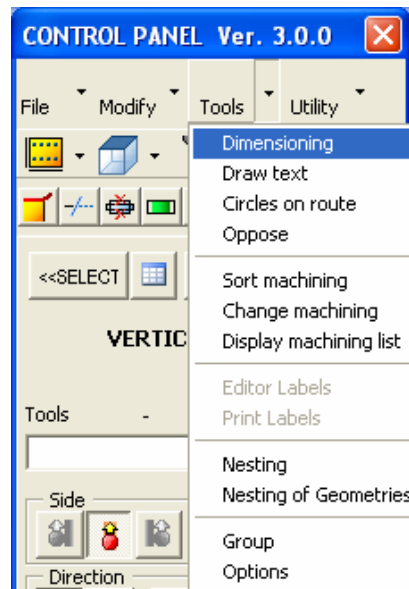 CONTROL PANEL Ver. 3.0.0
File Modify Tools Utility
Dimensioning
Draw text
Circles on route
Oppose
<<SELECT
Sort machining
Change machining
VERTIC
Display machining list
Editor Labels
Tools -
Print Labels
Nesting
Nesting of Geometries
Side
Group
Direction
Options